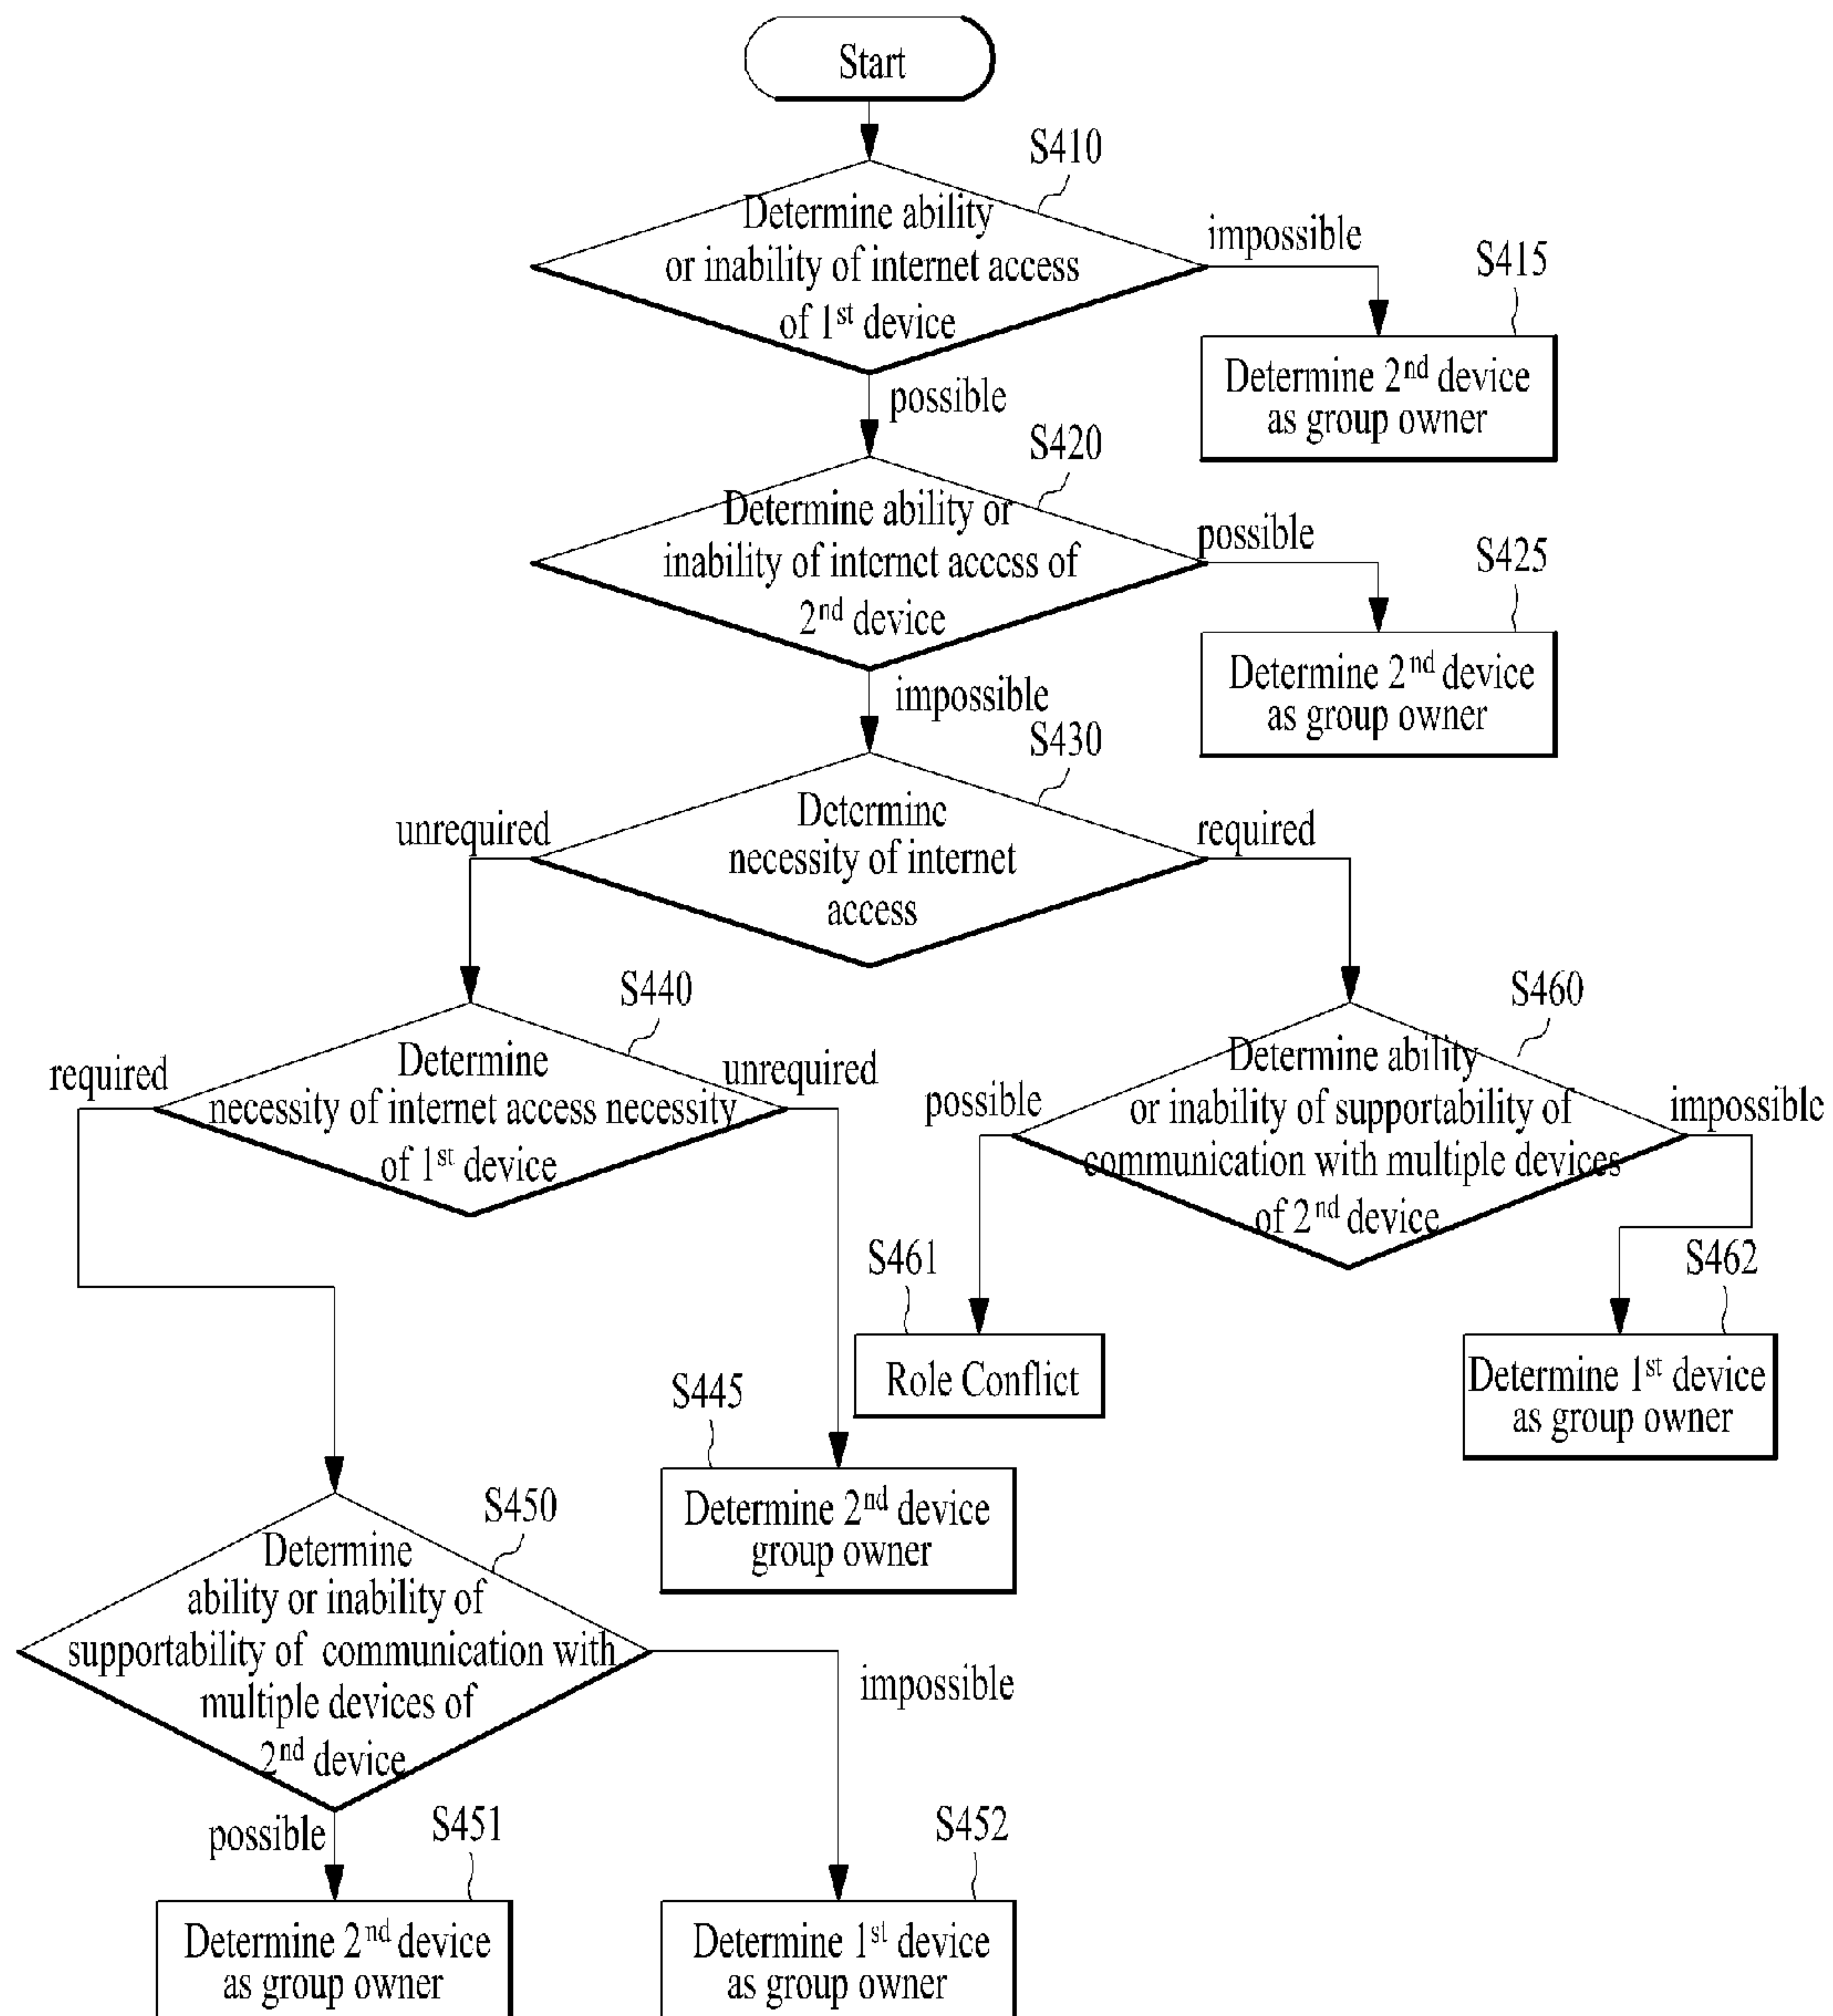 Start
S410
Determine ability
or inability of internet access
of 1st device
impossible
S415
Determine 2nd device
as group owner
possible
S420
Determine ability or
inability of internet access of
2nd device
possible
S425
Determine 2nd device
as group owner
impossible
S430
Determine
necessity of internet
access
unrequired
required
S440
Determine
necessity of internet access necessity
of 1st device
required
unrequired
S460
Determine ability
or inability of supportability of
communication with multiple devices
of 2nd device
possible
impossible
S461
Role Conflict
S462
Determine 1st device
as group owner
S445
Determine 2nd device
group owner
S450
Determine
ability or inability of
supportability of communication with
multiple devices of
2nd device
impossible
possible
S451
Determine 2nd device
as group owner
S452
Determine 1st device
as group owner